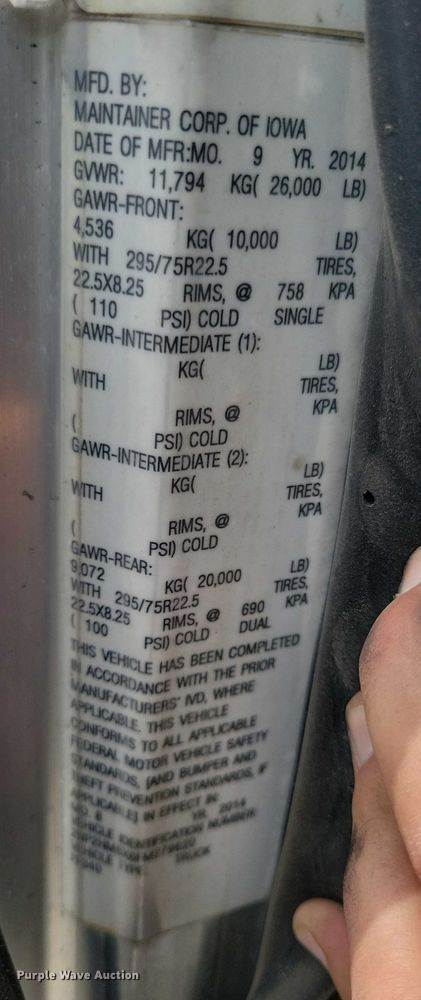 MFD. BY:
MAINTAINER CORP. OF IOWA
DATE OF MFR:MO. 9 YR. 2014
GVWR: 11,794 KG( 26,000 LB)
GAWR-FRONT:
4,536 KG( 10,000 LB)
WITH 295/75R22.5 TIRES,
22.5X8.25 RIMS, @ 758 KPA
( 110 PSI) COLD SINGLE
GAWR-INTERMEDIATE (1):
KG( LB)
WITH TIRES,
RIMS, @ KPA
( PSI) COLD
GAWR-INTERMEDIATE (2):
KG( LB)
WITH TIRES,
RIMS, @ KPA
( PSI) COLD
GAWR-REAR:
9,072 KG( 20,000 LB)
WITH 295/75R22.5 TIRES,
22.5X8.25 RIMS, @ 690 KPA
( 100 PSI) COLD DUAL
THIS VEHICLE HAS BEEN COMPLETED
IN ACCORDANCE WITH THE PRIOR
MANUFACTURERS' IVD, WHERE
APPLICABLE. THIS VEHICLE
CONFORMS TO ALL APPLICABLE
FEDERAL MOTOR VEHICLE SAFETY
STANDARDS, [AND BUMPER AND
THEFT PREVENTION STANDARDS, IF
APPLICABLE] IN EFFECT IN:
MO. 8 YR. 2014
VEHICLE IDENTIFICATION NUMBER:
VEHICLE TYPE: TRUCK
Purple Wave Auction